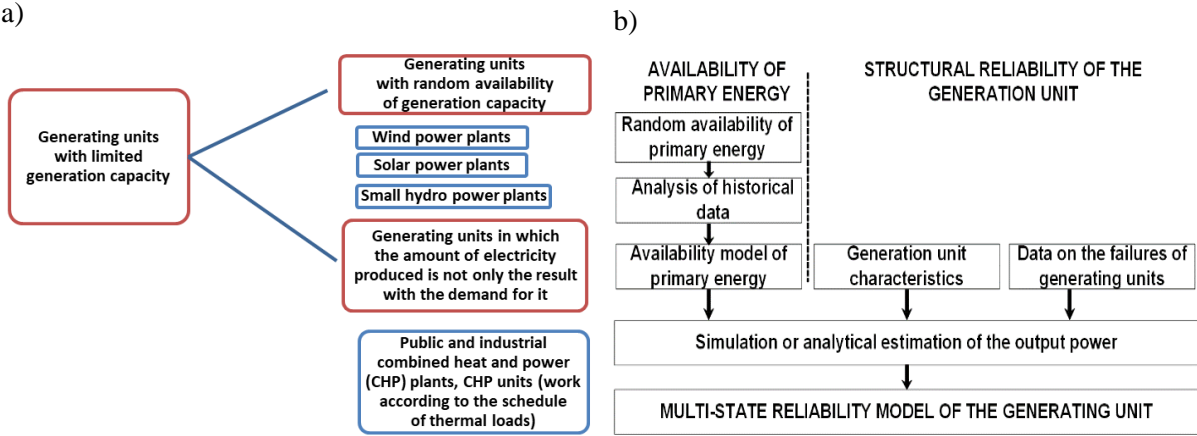 a)
Generating units
with limited
generation capacity
Generating units
with random availability
of generation capacity
Wind power plants
Solar power plants
Small hydro power plants
Generating units in which
the amount of electricity
produced is not only the result
with the demand for it
Public and industrial
combined heat and power
(CHP) plants, CHP units (work
according to the schedule
of thermal loads)
b)
AVAILABILITY OF
PRIMARY ENERGY
STRUCTURAL RELIABILITY OF THE
GENERATION UNIT
Random availability of
primary energy
Analysis of historical
data
Availability model of
primary energy
Generation unit
characteristics
Data on the failures of
generating units
Simulation or analytical estimation of the output power
MULTI-STATE RELIABILITY MODEL OF THE GENERATING UNIT